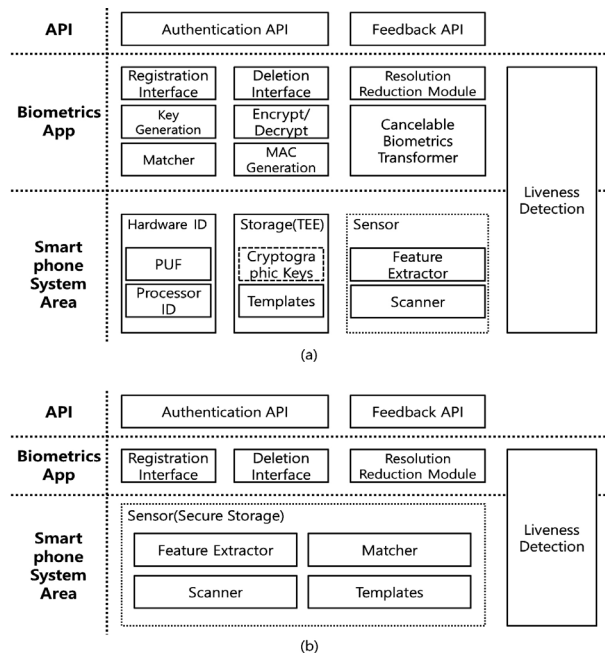 API
Authentication API
Feedback API
Biometrics
App
Registration
Interface
Deletion
Interface
Resolution
Reduction Module
Key
Generation
Encrypt/
Decrypt
Cancelable
Biometrics
Transformer
Matcher
MAC
Generation
Liveness
Detection
Smart
phone
System
Area
Hardware ID
PUF
Processor
ID
Storage(TEE)
Cryptogra
phic Keys
Templates
Sensor
Feature
Extractor
Scanner
(a)
API
Authentication API
Feedback API
Biometrics
App
Registration
Interface
Deletion
Interface
Resolution
Reduction Module
Liveness
Detection
Smart
phone
System
Area
Sensor(Secure Storage)
Feature Extractor
Matcher
Scanner
Templates
(b)